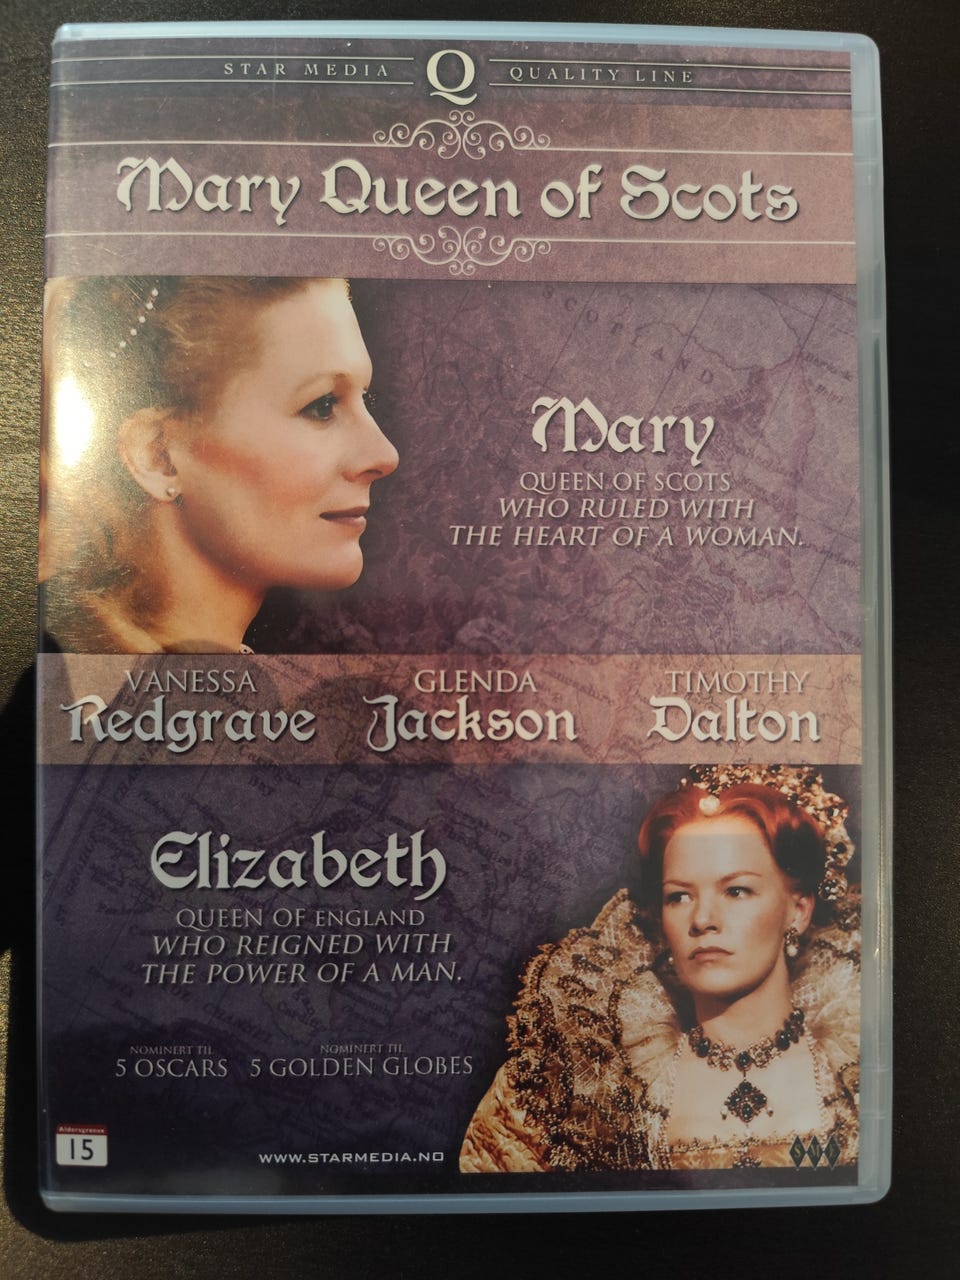 STAR MEDIA Q QUALITY LINE
Mary Queen of Scots
SCOTLAND
Mary
QUEEN OF SCOTS
WHO RULED WITH
THE HEART OF A WOMAN.
VANESSA GLENDA TIMOTHY
Redgrave Jackson Dalton
Elizabeth
QUEEN OF ENGLAND
WHO REIGNED WITH
THE POWER OF A MAN.
NOMINERT TIL NOMINERT TIL
5 OSCARS 5 GOLDEN GLOBES
Aldersgrense
15
WWW.STARMEDIA.NO